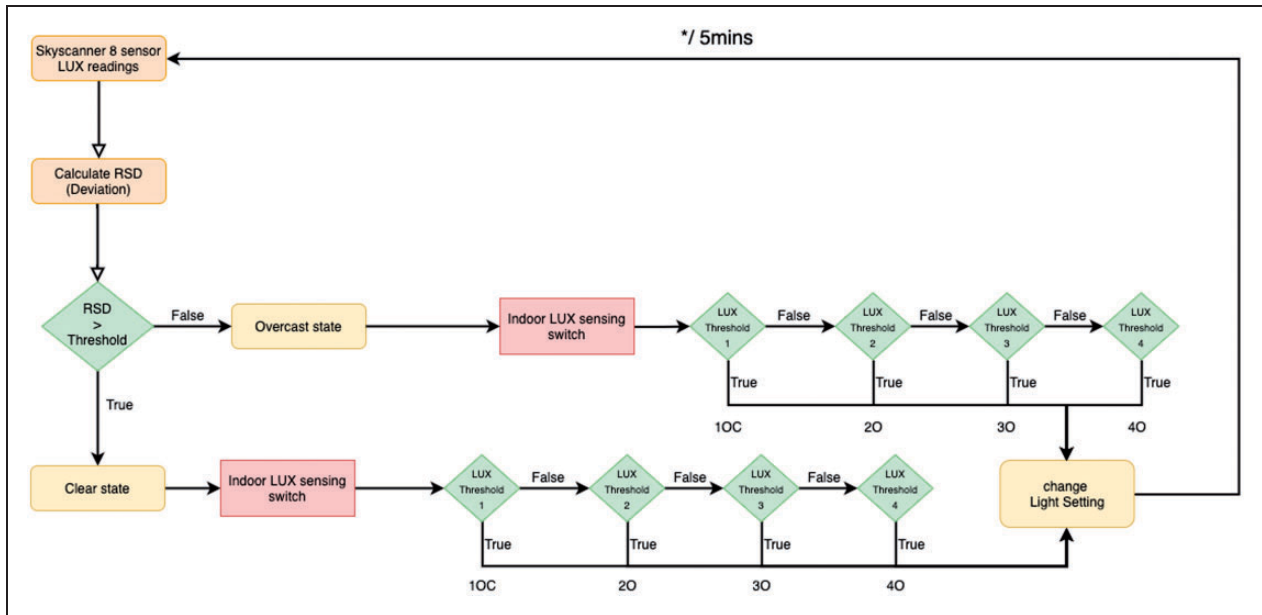 */ 5mins
Skyscanner 8 sensor
LUX readings
Calculate RSD
(Deviation)
RSD
>
Threshold
False
Overcast state
Indoor LUX sensing
switch
LUX
Threshold
1
False
LUX
Threshold
2
False
LUX
Threshold
3
False
LUX
Threshold
4
True
True
True
True
1OC
2O
3O
4O
True
Clear state
Indoor LUX sensing
switch
LUX
Threshold
1
False
LUX
Threshold
2
False
LUX
Threshold
3
False
LUX
Threshold
4
True
True
True
True
1OC
2O
3O
4O
change
Light Setting